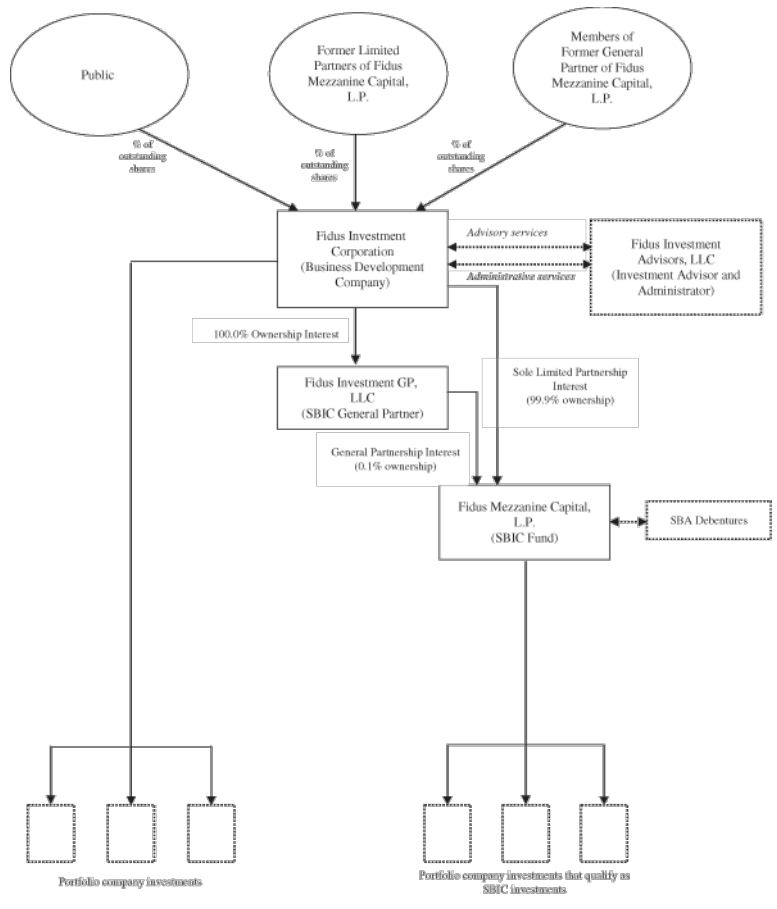 Public
Former Limited
Partners of Fidus
Mezzanine Capital,
L.P.
Members of
Former General
Partner of Fidus
Mezzanine Capital,
L.P.
% of
outstanding
shares
% of
outstanding
shares
% of
outstanding
shares
Fidus Investment
Corporation
(Business Development
Company)
Advisory services
Administrative services
Fidus Investment
Advisors, LLC
(Investment Advisor and
Administrator)
100.0% Ownership Interest
Fidus Investment GP,
LLC
(SBIC General Partner)
Sole Limited Partnership
Interest
(99.9% ownership)
General Partnership Interest
(0.1% ownership)
Fidus Mezzanine Capital,
L.P.
(SBIC Fund)
SBA Debentures
Portfolio company investments
Portfolio company investments that qualify as
SBIC investments